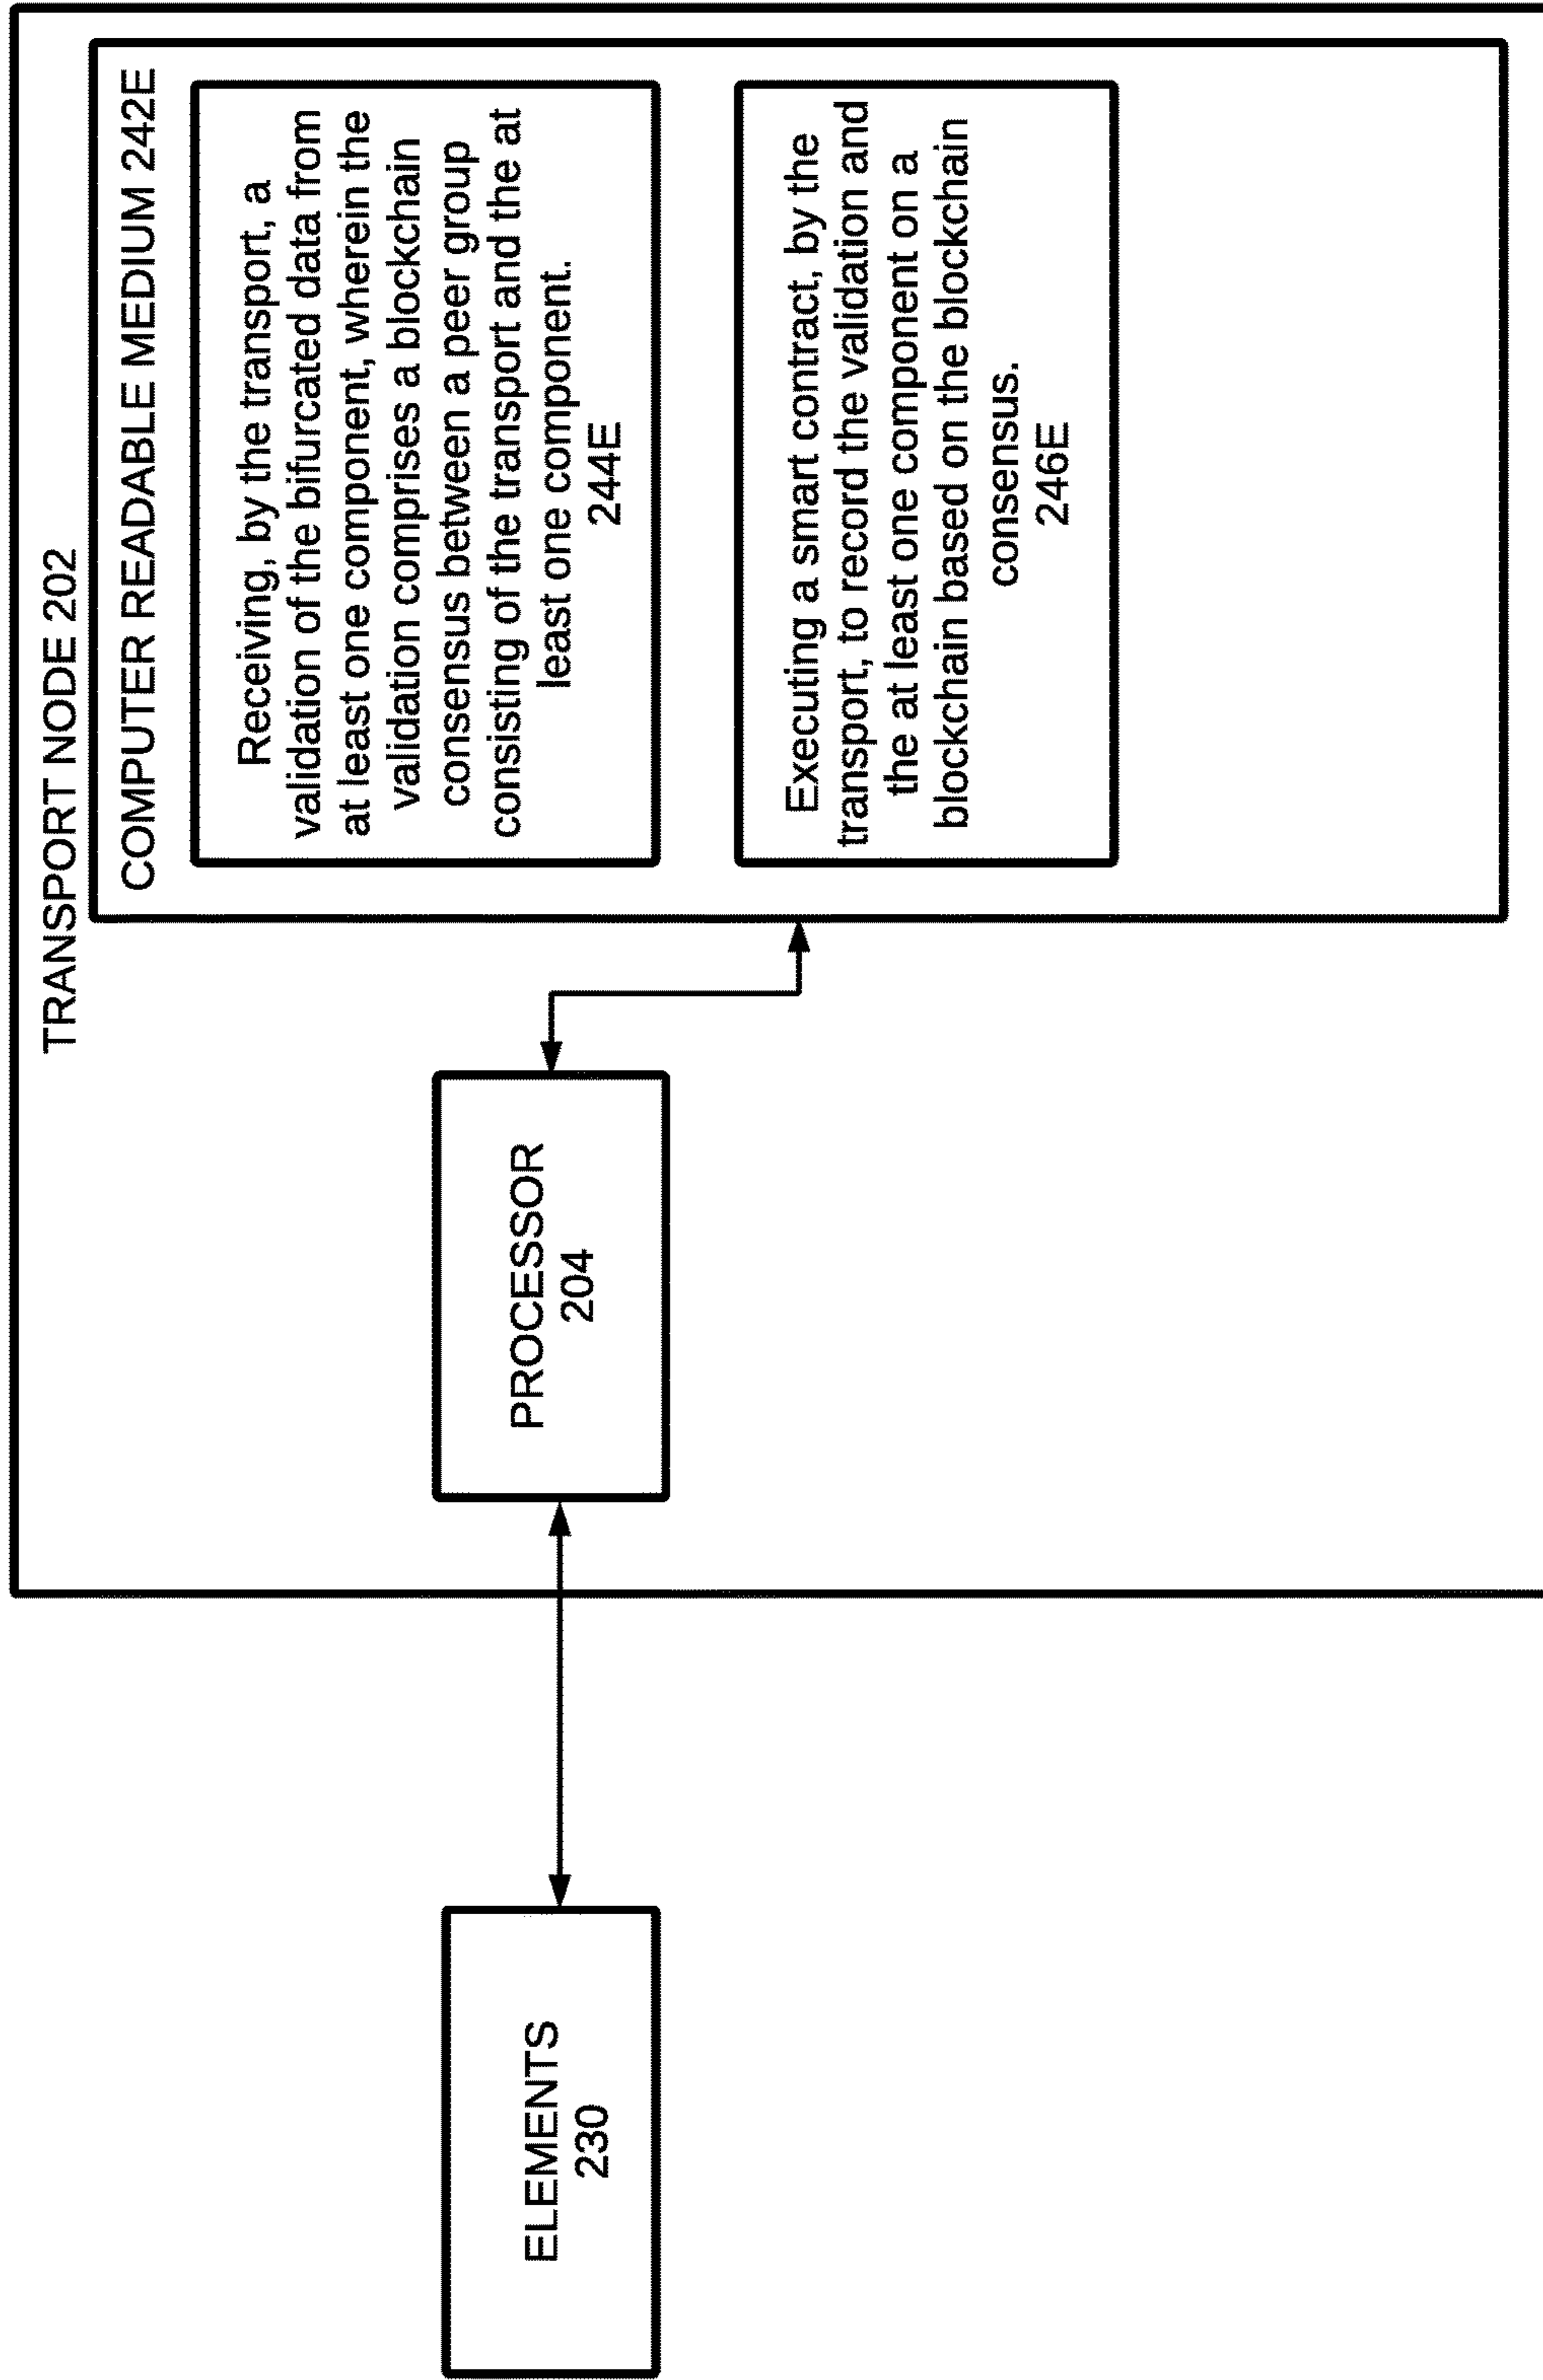 TRANSPORT NODE 202
COMPUTER READABLE MEDIUM 242E
Receiving, by the transport, a
validation of the bifurcated data from
at least one component, wherein the
validation comprises a blockchain
consensus between a peer group
consisting of the transport and the at
least one component.
244E
Executing a smart contract, by the
transport, to record the validation and
the at least one component on a
blockchain based on the blockchain
consensus.
246E
PROCESSOR
204
ELEMENTS
230